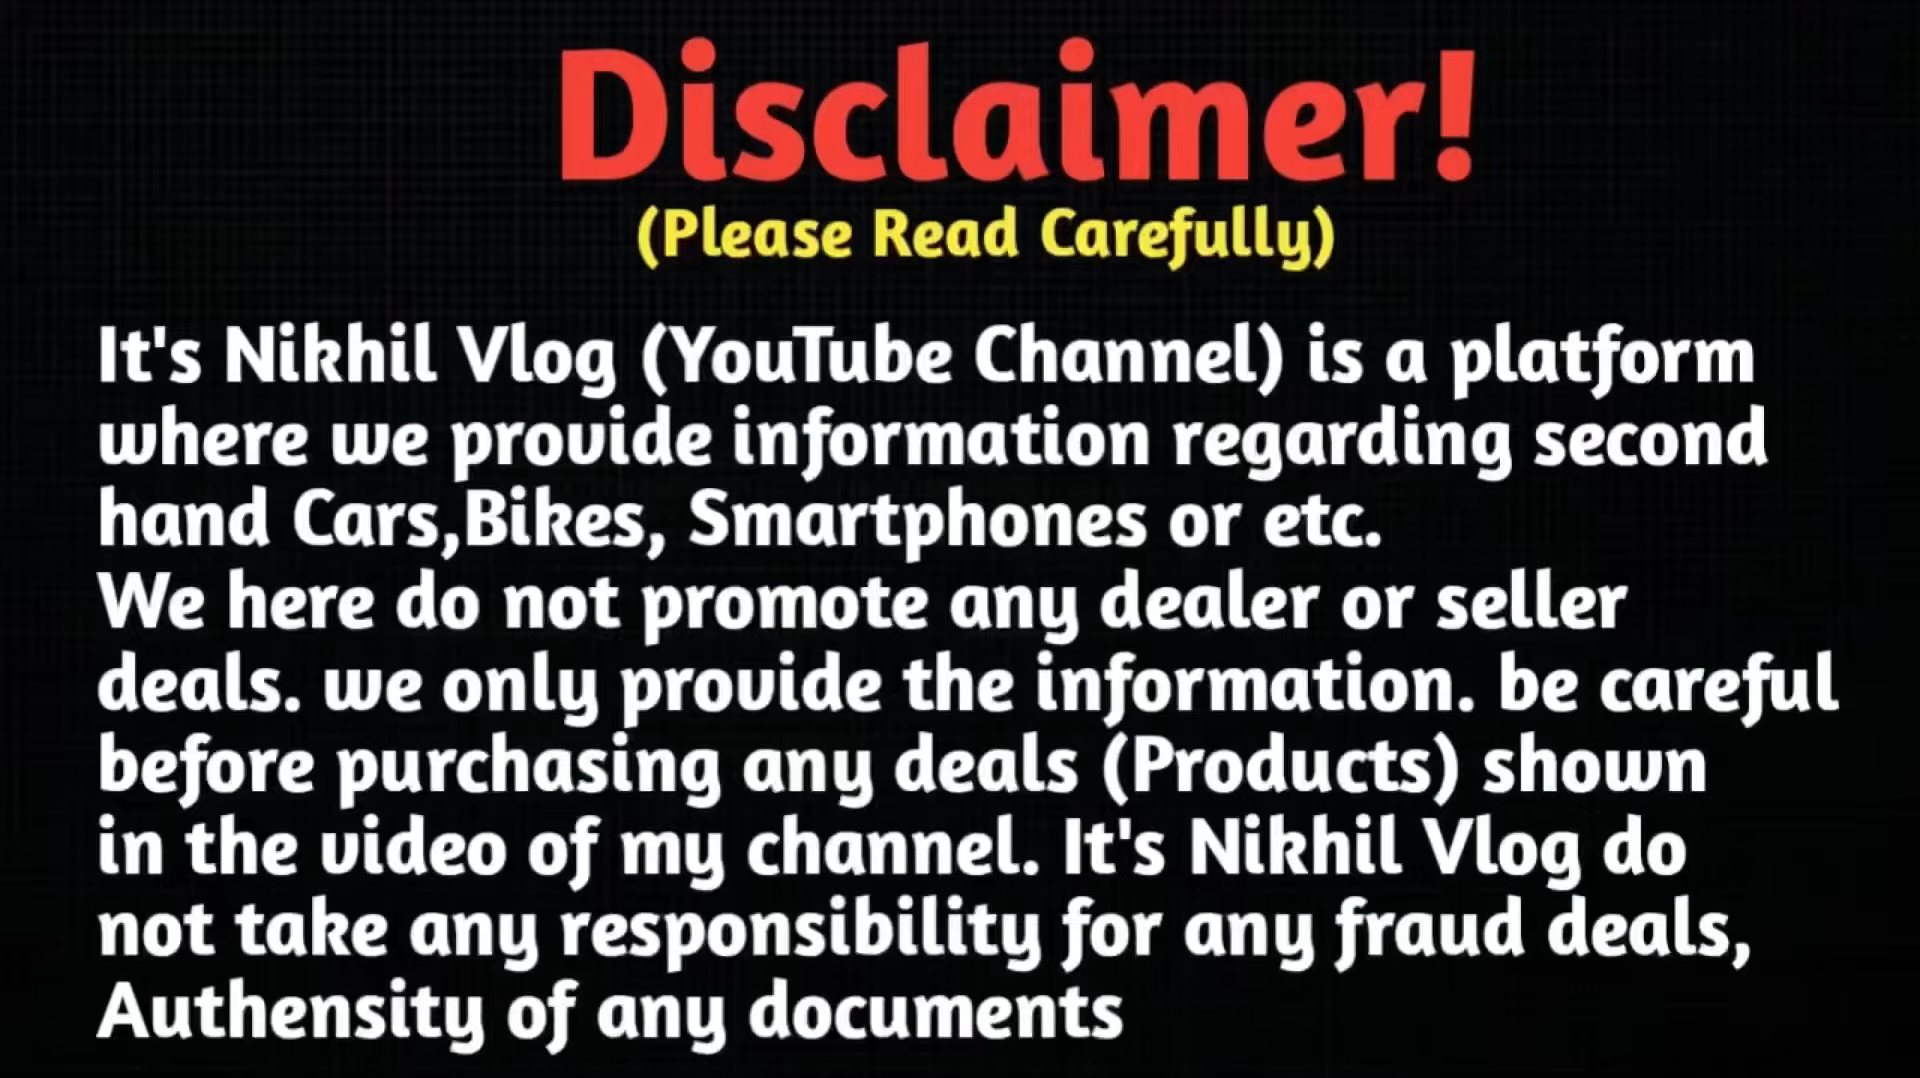 Disclaimer!
(Please Read Carefully)
It's Nikhil Vlog (YouTube Channel) is a platform
where we provide information regarding second
hand Cars,Bikes, Smartphones or etc.
We here do not promote any dealer or seller
deals. we only provide the information. be careful
before purchasing any deals (Products) shown
in the video of my channel. It's Nikhil Vlog do
not take any responsibility for any fraud deals,
Authensity of any documents